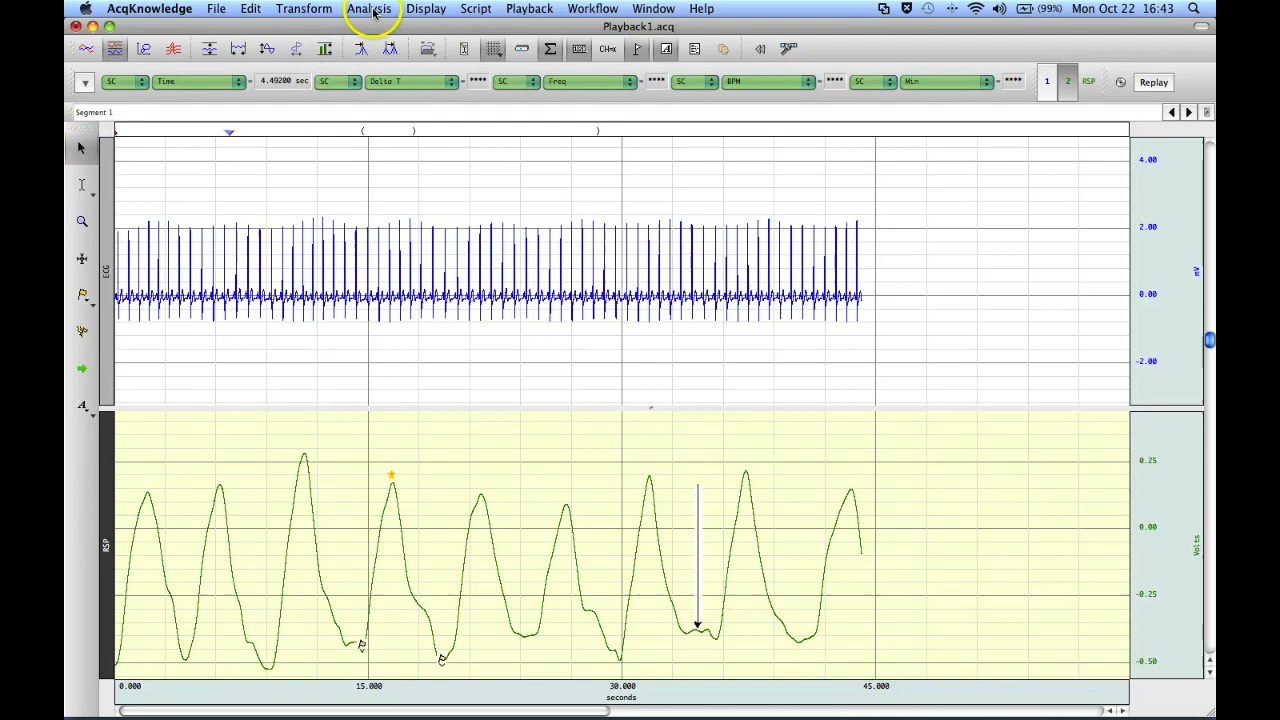 AcqKnowledge File Edit Transform Analysis Display Script Playback Workflow Window Help (99%) Mon Oct 22 16:43
Playback1.acq
SC Time = 4.49200 sec SC Delta T = **** SC Freq = **** SC BPM = **** SC Min = **** 1 2 RSP Replay
Segment 1
4.00
2.00
ECG
mV
0.00
-2.00
0.25
0.00
RSP
Volts
-0.25
-0.50
0.000 15.000 30.000 45.000
seconds